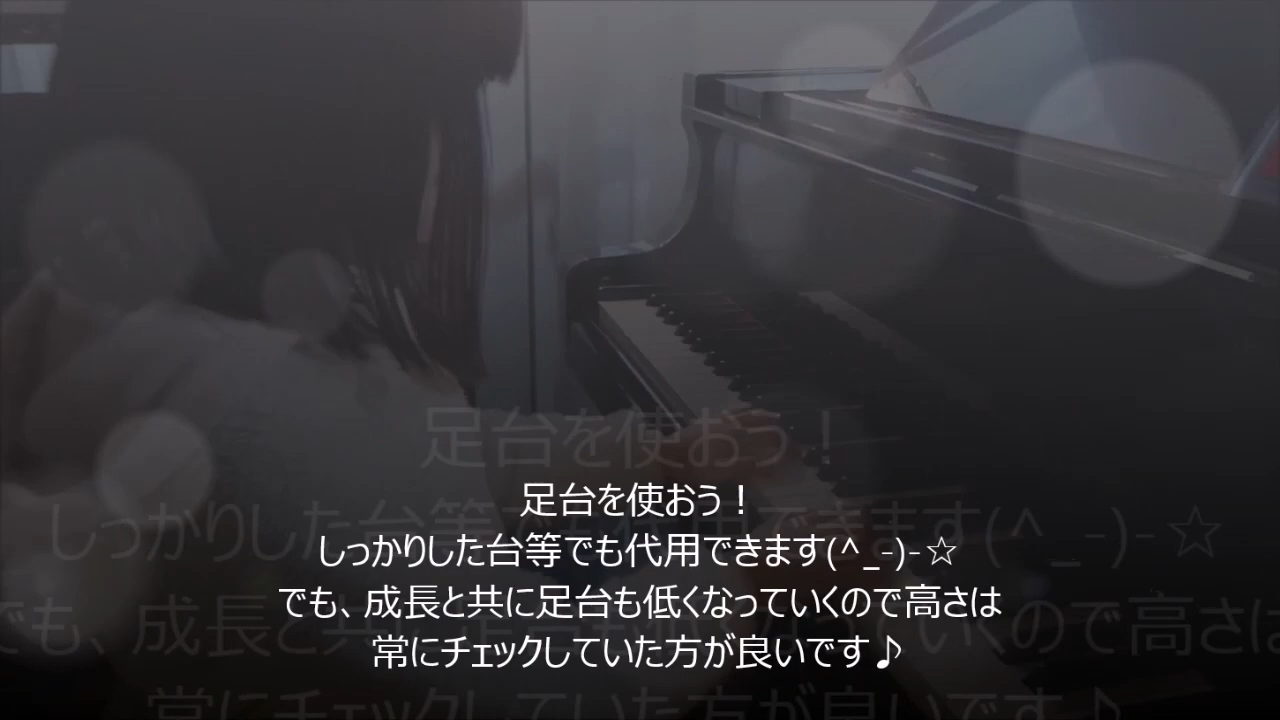 足台を使おう！
しっかりした台等でも代用できます(^_-)-☆
でも、成長と共に足台も低くなっていくので高さは
常にチェックしていた方が良いです♪